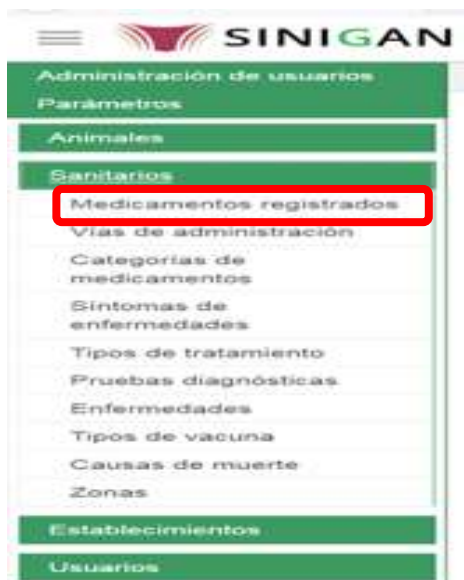 SINIGAN
Administración de usuarios
Parámetros
Animales
Sanitarios
Medicamentos registrados
Vías de administración
Categorías de
medicamentos
Síntomas de
enfermedades
Tipos de tratamiento
Pruebas diagnósticas
Enfermedades
Tipos de vacuna
Causas de muerte
Zonas
Establecimientos
Usuarios